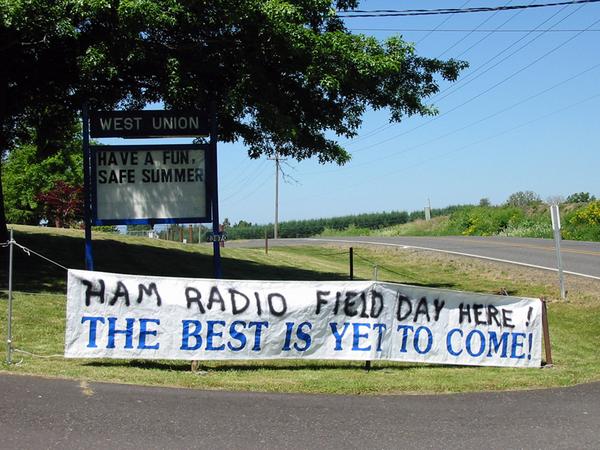 WEST UNION
HAVE A FUN,
SAFE SUMMER
HAM RADIO FIELD DAY HERE!
THE BEST IS YET TO COME!